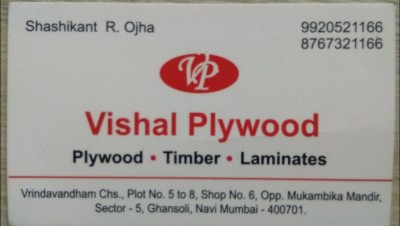 Shashikant R. Ojha
9920521166
8767321166
VP
Vishal Plywood
Plywood • Timber • Laminates
Vrindavandham Chs., Plot No. 5 to 8, Shop No. 6, Opp. Mukambika Mandir,
Sector - 5, Ghansoli, Navi Mumbai - 400701.